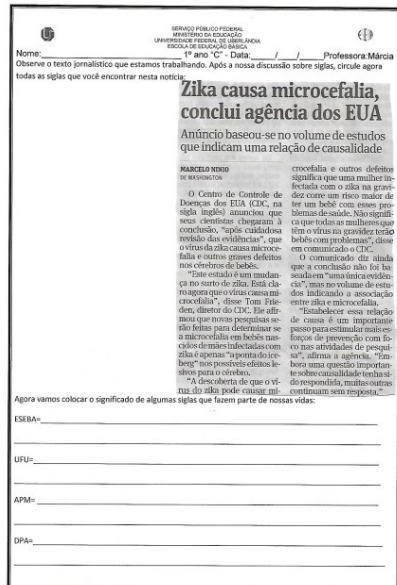 SERVIÇO PÚBLICO FEDERAL
MINISTÉRIO DA EDUCAÇÃO
UNIVERSIDADE FEDERAL DE UBERLÂNDIA
ESCOLA DE EDUCAÇÃO BÁSICA
Nome:____________________ 1º ano "C" - Data:_____/_____/_____Professora:Márcia
Observe o texto jornalístico que estamos trabalhando. Após a nossa discussão sobre siglas, circule agora
todas as siglas que você encontrar nesta notícia:
Zika causa microcefalia,
conclui agência dos EUA
Anúncio baseou-se no volume de estudos
que indicam uma relação de causalidade
MARCELO NINIO
DE WASHINGTON
O Centro de Controle de
Doenças dos EUA (CDC, na
sigla inglês) anunciou que
seus cientistas chegaram à
conclusão, "após cuidadosa
revisão das evidências", que
o vírus da zika causa microce-
falia e outros graves defeitos
nos cérebros de bebês.
"Este estudo é um mudan-
ça no surto de zika. Está cla-
ro agora que o vírus causa mi-
crocefalia", disse Tom Frie-
den, diretor do CDC. Ele afir-
mou que novas pesquisas se-
rão feitas para determinar se
a microcefalia em bebês nas-
cidos de mães infectadas com
zika é apenas "a ponta do ice-
berg" nos possíveis efeitos le-
sivos para o cérebro.
"A descoberta de que o ví-
rus do zika pode causar mi-
crocefalia e outros defeitos
significa que uma mulher in-
fectada com o zika na gravi-
dez corre um risco maior de
ter um bebê com esses pro-
blemas de saúde. Não signifi-
ca que todas as mulheres que
têm o vírus na gravidez terão
bebês com problemas", disse
em comunicado o CDC.
O comunicado diz ainda
que a conclusão não foi ba-
seada em "uma única evidên-
cia", mas no volume de estu-
dos indicando a associação
entre zika e microcefalia.
"Estabelecer essa relação
de causa é um importante
passo para estimular mais es-
forços de prevenção com fo-
co nas atividades de pesqui-
sa", afirma a agência. "Em-
bora uma questão importan-
te sobre causalidade tenha si-
do respondida, muitas outras
continuam sem resposta."
Agora vamos colocar o significado de algumas siglas que fazem parte de nossas vidas:
ESEBA=
UFU=
APM=
DPA=